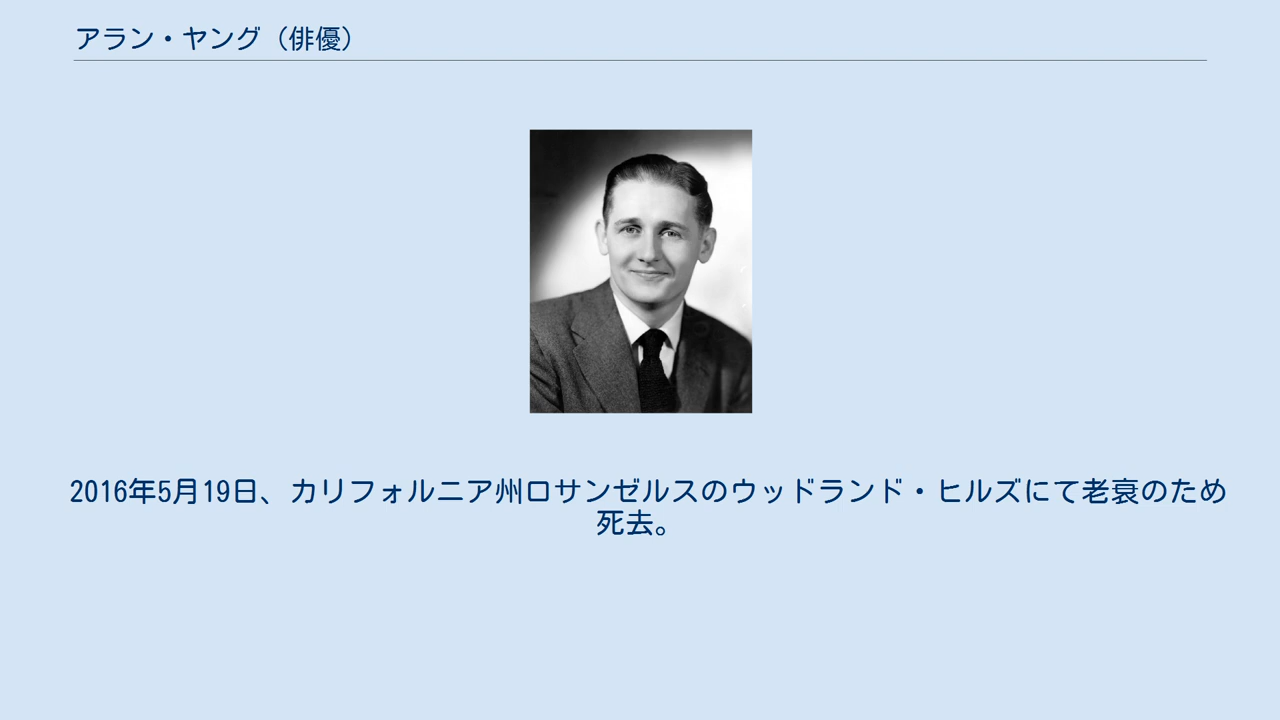 アラン・ヤング（俳優）
2016年5月19日、カリフォルニア州ロサンゼルスのウッドランド・ヒルズにて老衰のため
死去。